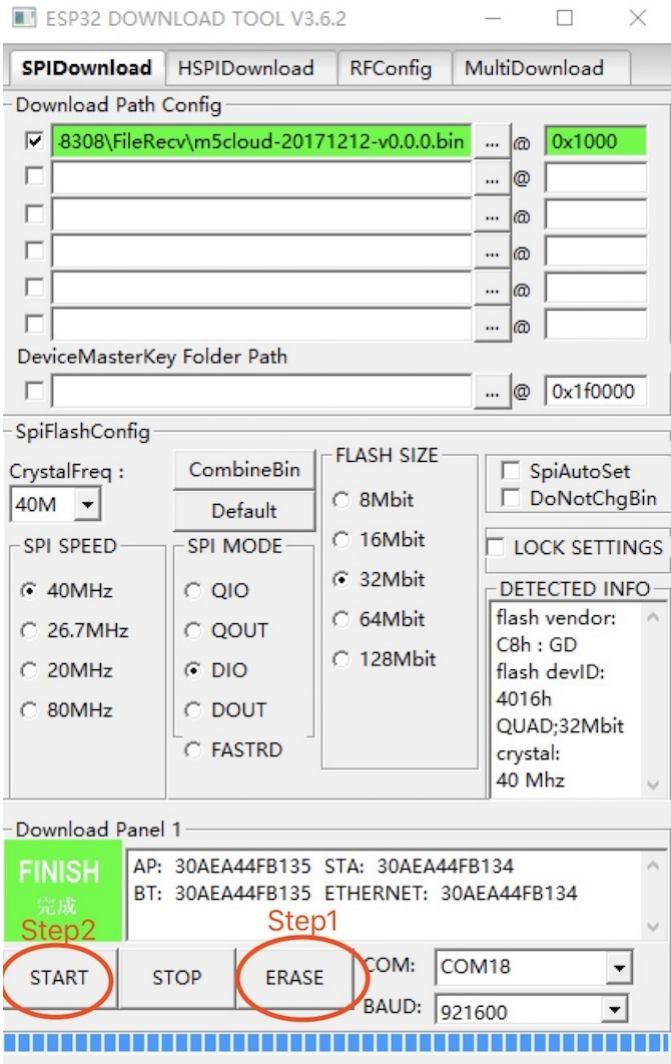 ESP32 DOWNLOAD TOOL V3.6.2
SPIDownload HSPIDownload RFConfig MultiDownload
Download Path Config
-8308\FileRecv\m5cloud-20171212-v0.0.0.bin ... @ 0x1000
... @
... @
... @
... @
... @
DeviceMasterKey Folder Path
... @ 0x1f0000
SpiFlashConfig
CrystalFreq :
40M
CombineBin
Default
SPI SPEED
40MHz
26.7MHz
20MHz
80MHz
SPI MODE
QIO
QOUT
DIO
DOUT
FASTRD
FLASH SIZE
8Mbit
16Mbit
32Mbit
64Mbit
128Mbit
SpiAutoSet
DoNotChgBin
LOCK SETTINGS
DETECTED INFO
flash vendor:
C8h : GD
flash devID:
4016h
QUAD;32Mbit
crystal:
40 Mhz
Download Panel 1
FINISH
完成
AP: 30AEA44FB135 STA: 30AEA44FB134
BT: 30AEA44FB135 ETHERNET: 30AEA44FB134
Step2 Step1
START STOP ERASE
COM: COM18
BAUD: 921600